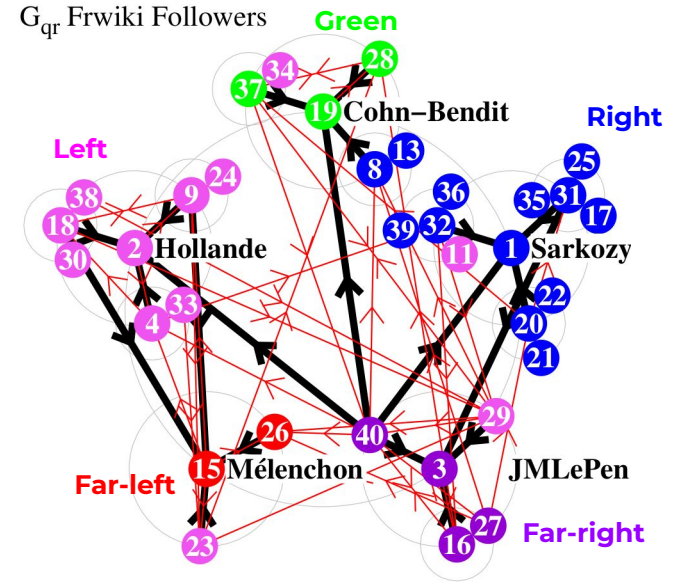 G_qr Frwiki Followers
Green
34
28
37
19 Cohn−Bendit
Right
13
8
25
Left
24
36
35 31
38
9
17
18
39 32
2 Hollande
11
1 Sarkozy
30
33
22
4
20
21
29
26
40
15 Mélenchon
3
JMLePen
Far-left
27
Far-right
23
16